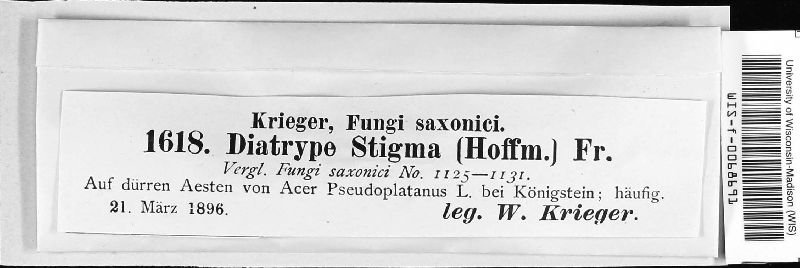 Krieger, Fungi saxonici.
1618. Diatrype Stigma (Hoffm.) Fr.
Vergl. Fungi saxonici No. 1125—1131.
Auf dürren Aesten von Acer Pseudoplatanus L. bei Königstein; häufig.
21. März 1896.
leg. W. Krieger.
University of Wisconsin-Madison (WIS)
WIS-f-0068691